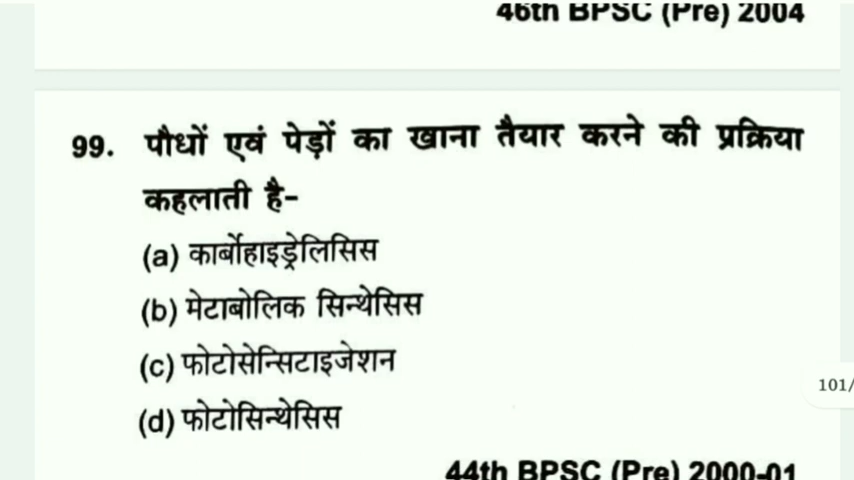 46th BPSC (Pre) 2004
99. पौधों एवं पेड़ों का खाना तैयार करने की प्रक्रिया
कहलाती है-
(a) कार्बोहाइड्रेलिसिस
(b) मेटाबोलिक सिन्थेसिस
(c) फोटोसेन्सिटाइजेशन
(d) फोटोसिन्थेसिस
101/
44th BPSC (Pre) 2000-01